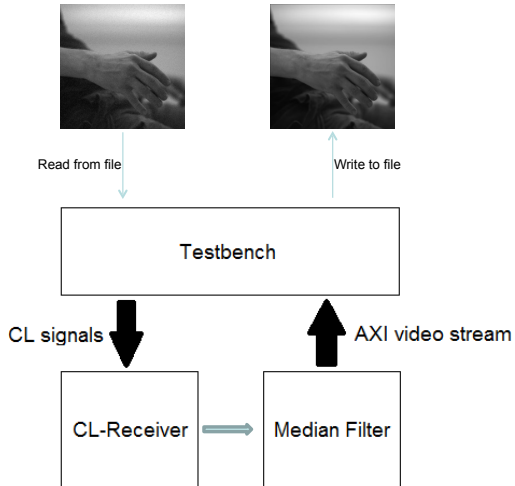 Read from file
Write to file
Testbench
CL signals
AXI video stream
CL-Receiver
Median Filter